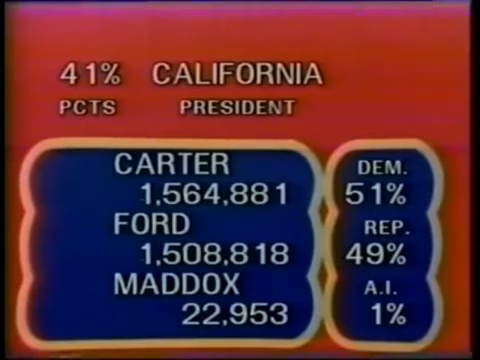 41% CALIFORNIA
PCTS PRESIDENT
CARTER DEM.
1,564,881 51%
FORD REP.
1,508,818 49%
MADDOX A.I.
22,953 1%